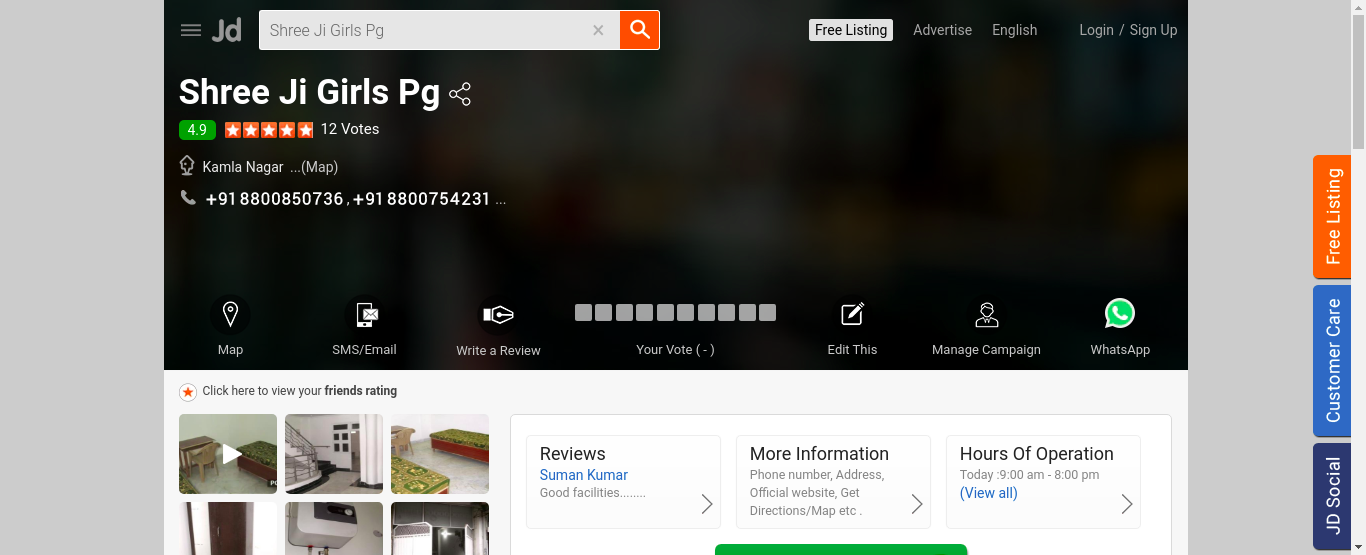 Jd
Shree Ji Girls Pg
Free Listing
Advertise
English
Login / Sign Up
Shree Ji Girls Pg
4.9
12 Votes
Kamla Nagar ...(Map)
+918800850736, +918800754231 ...
Map
SMS/Email
Write a Review
Your Vote ( - )
Edit This
Manage Campaign
WhatsApp
Click here to view your friends rating
Reviews
Suman Kumar
Good facilities........
More Information
Phone number, Address,
Official website, Get
Directions/Map etc .
Hours Of Operation
Today :9:00 am - 8:00 pm
(View all)
Free Listing
Customer Care
JD Social